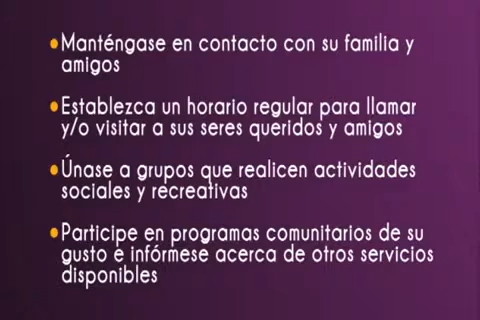 •Manténgase en contacto con su familia y
amigos
•Establezca un horario regular para llamar
y/o visitar a sus seres queridos y amigos
•Únase a grupos que realicen actividades
sociales y recreativas
•Participe en programas comunitarios de su
gusto e infórmese acerca de otros servicios
disponibles